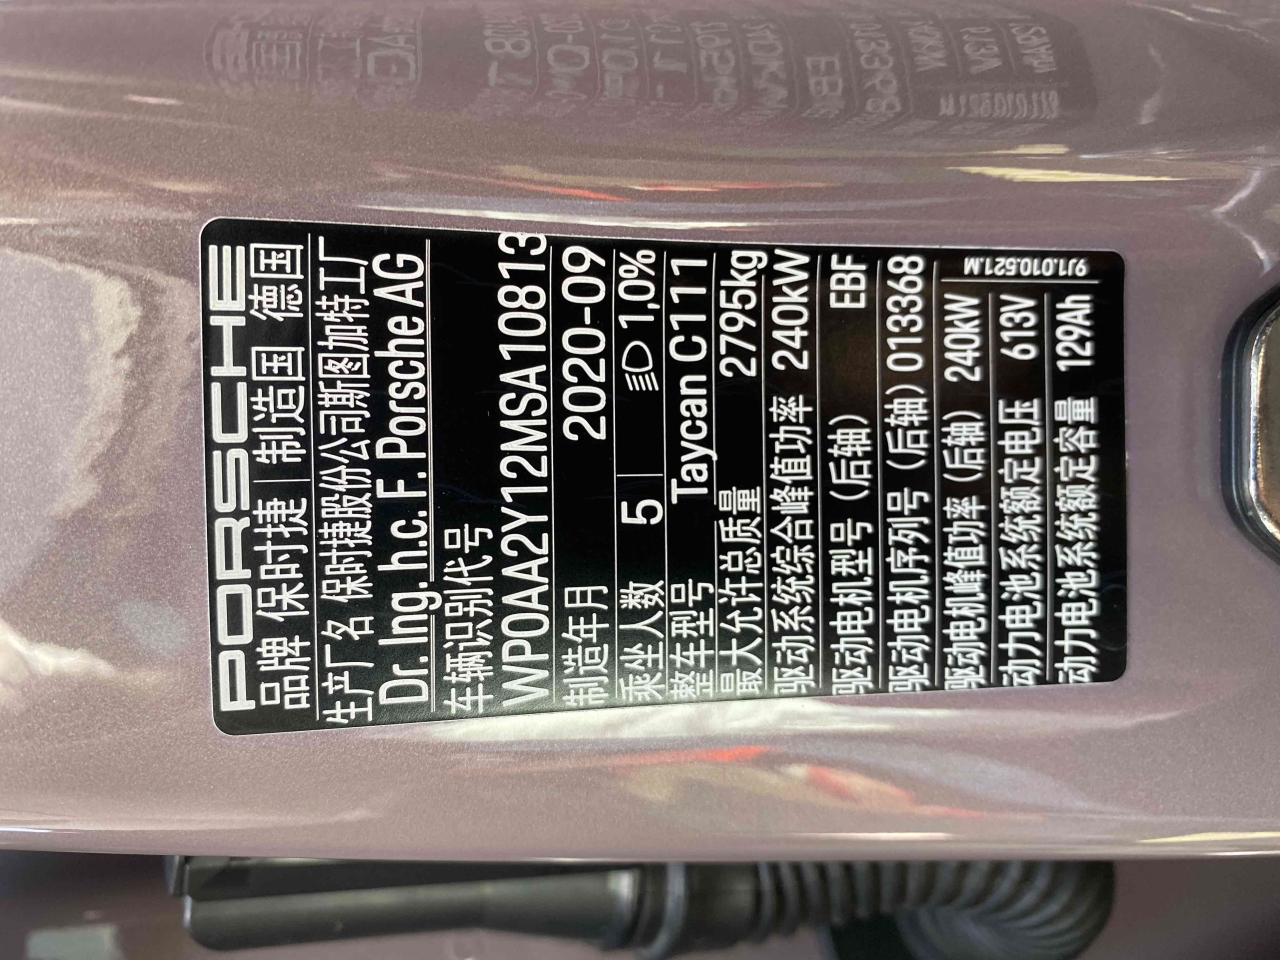 PORSCHE
品牌 保时捷 制造国 德国
生产厂名 保时捷股份公司斯图加特工厂
Dr. Ing. h.c. F. Porsche AG
车辆识别代号
WP0AA2Y12MSA10813
制造年月 2020-09
乘坐人数 5 1,0%
整车型号 Taycan C111
最大允许总质量 2795kg
驱动系统综合峰值功率 240kW
驱动电机型号（后轴） EBF
驱动电机序列号（后轴）013368
驱动电机峰值功率（后轴） 240kW
动力电池系统额定电压 613V
动力电池系统额定容量 129Ah
9J1.010.521.M